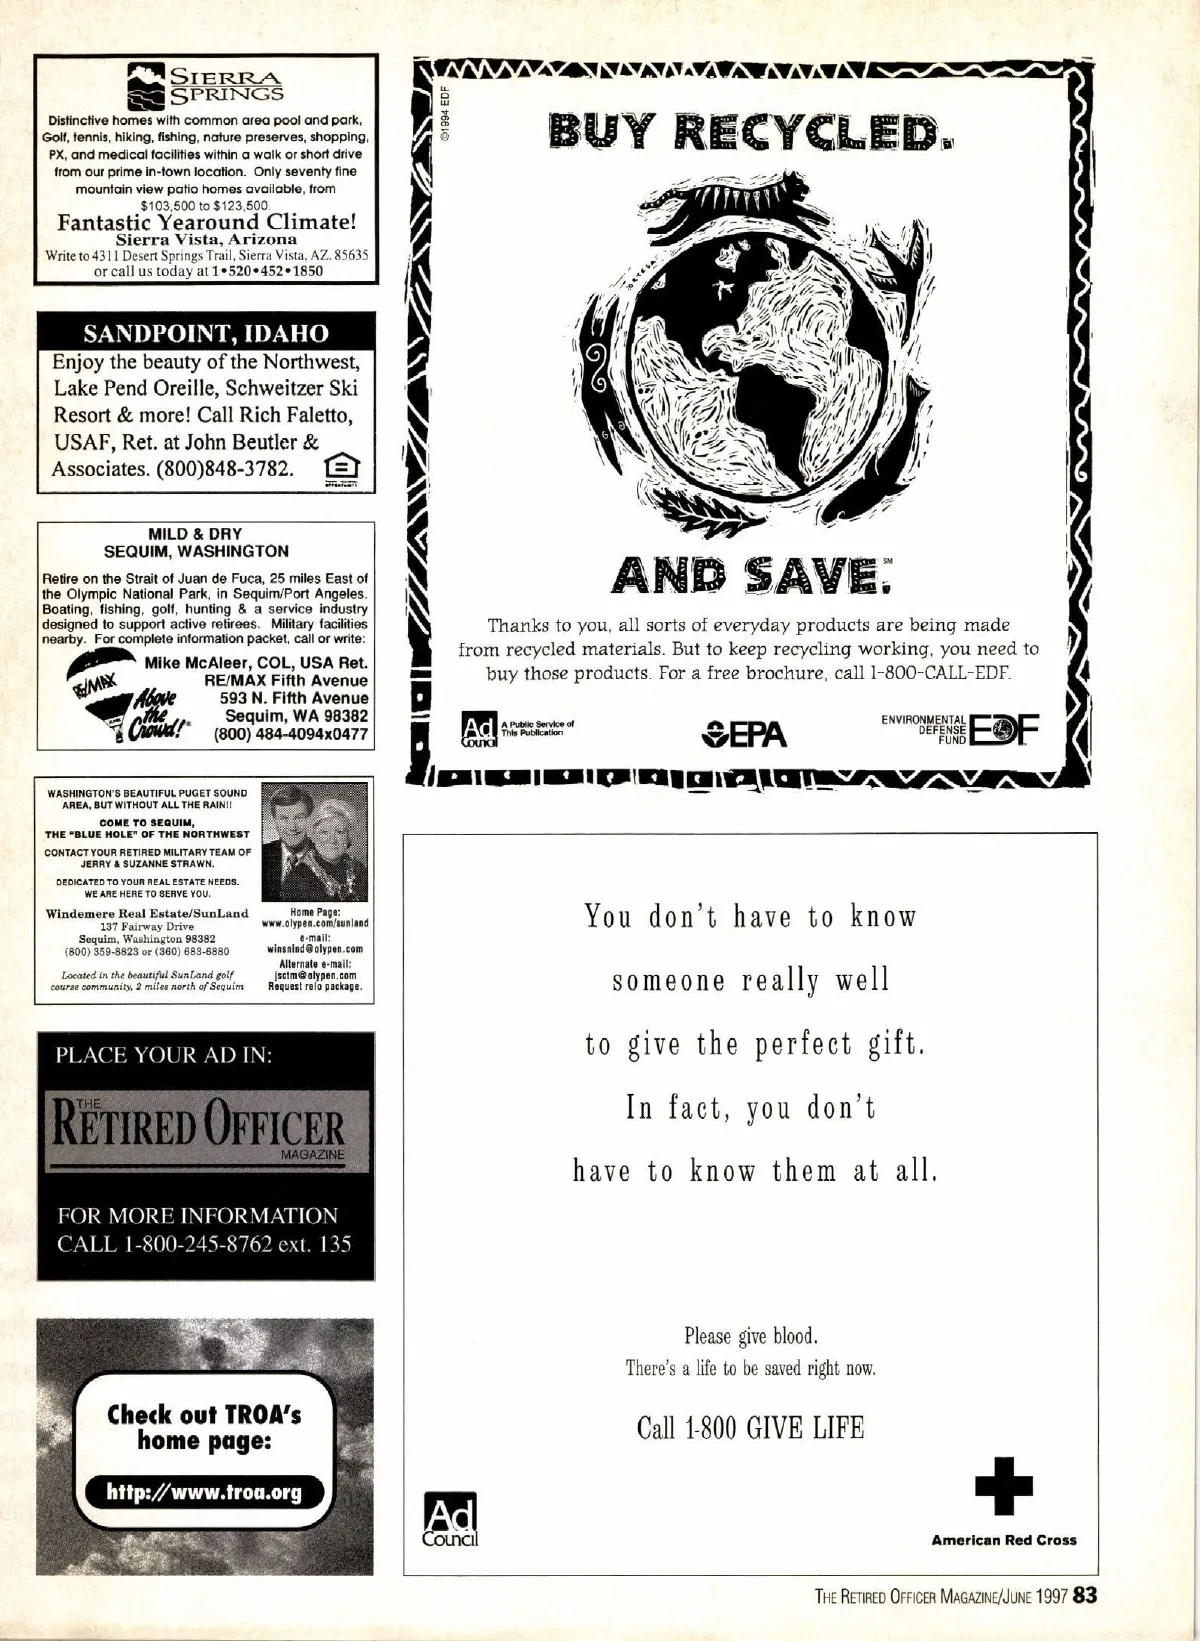 SIERRA
SPRINGS
Distinctive homes with common area pool and park,
Golf, tennis, hiking, fishing, nature preserves, shopping,
PX, and medical facilities within a walk or short drive
from our prime in-town location. Only seventy fine
mountain view patio homes available, from
$103,500 to $123,500.
Fantastic Yearound Climate!
Sierra Vista, Arizona
Write to 4311 Desert Springs Trail, Sierra Vista, AZ. 85635
or call us today at 1•520•452•1850
SANDPOINT, IDAHO
Enjoy the beauty of the Northwest,
Lake Pend Oreille, Schweitzer Ski
Resort & more! Call Rich Faletto,
USAF, Ret. at John Beutler &
Associates. (800)848-3782.
MILD & DRY
SEQUIM, WASHINGTON
Retire on the Strait of Juan de Fuca, 25 miles East of
the Olympic National Park, in Sequim/Port Angeles.
Boating, fishing, golf, hunting & a service industry
designed to support active retirees. Military facilities
nearby. For complete information packet, call or write:
RE/MAX
Above
the
Crowd!®
Mike McAleer, COL, USA Ret.
RE/MAX Fifth Avenue
593 N. Fifth Avenue
Sequim, WA 98382
(800) 484-4094x0477
WASHINGTON'S BEAUTIFUL PUGET SOUND
AREA, BUT WITHOUT ALL THE RAIN!!
COME TO SEQUIM,
THE "BLUE HOLE" OF THE NORTHWEST
CONTACT YOUR RETIRED MILITARY TEAM OF
JERRY & SUZANNE STRAWN.
DEDICATED TO YOUR REAL ESTATE NEEDS.
WE ARE HERE TO SERVE YOU.
Windemere Real Estate/SunLand
137 Fairway Drive
Sequim, Washington 98382
(800) 359-8823 or (360) 683-6880
Located in the beautiful SunLand golf
course community, 2 miles north of Sequim
Home Page:
www.olypen.com/sunland
e-mail:
winsnlnd@olypen.com
Alternate e-mail:
jsctm@olypen.com
Request relo package.
PLACE YOUR AD IN:
THE
RETIRED OFFICER
MAGAZINE
FOR MORE INFORMATION
CALL 1-800-245-8762 ext. 135
Check out TROA's
home page:
http://www.troa.org
©1994 EDF
BUY RECYCLED.
ORTEGA
AND SAVE.℠
Thanks to you, all sorts of everyday products are being made
from recycled materials. But to keep recycling working, you need to
buy those products. For a free brochure, call 1-800-CALL-EDF.
Ad
Council
A Public Service of
This Publication
EPA
ENVIRONMENTAL
DEFENSE
FUND
EDF
You don't have to know
someone really well
to give the perfect gift.
In fact, you don't
have to know them at all.
Please give blood.
There's a life to be saved right now.
Call 1-800 GIVE LIFE
Ad
Council
American Red Cross
THE RETIRED OFFICER MAGAZINE/JUNE 1997 83